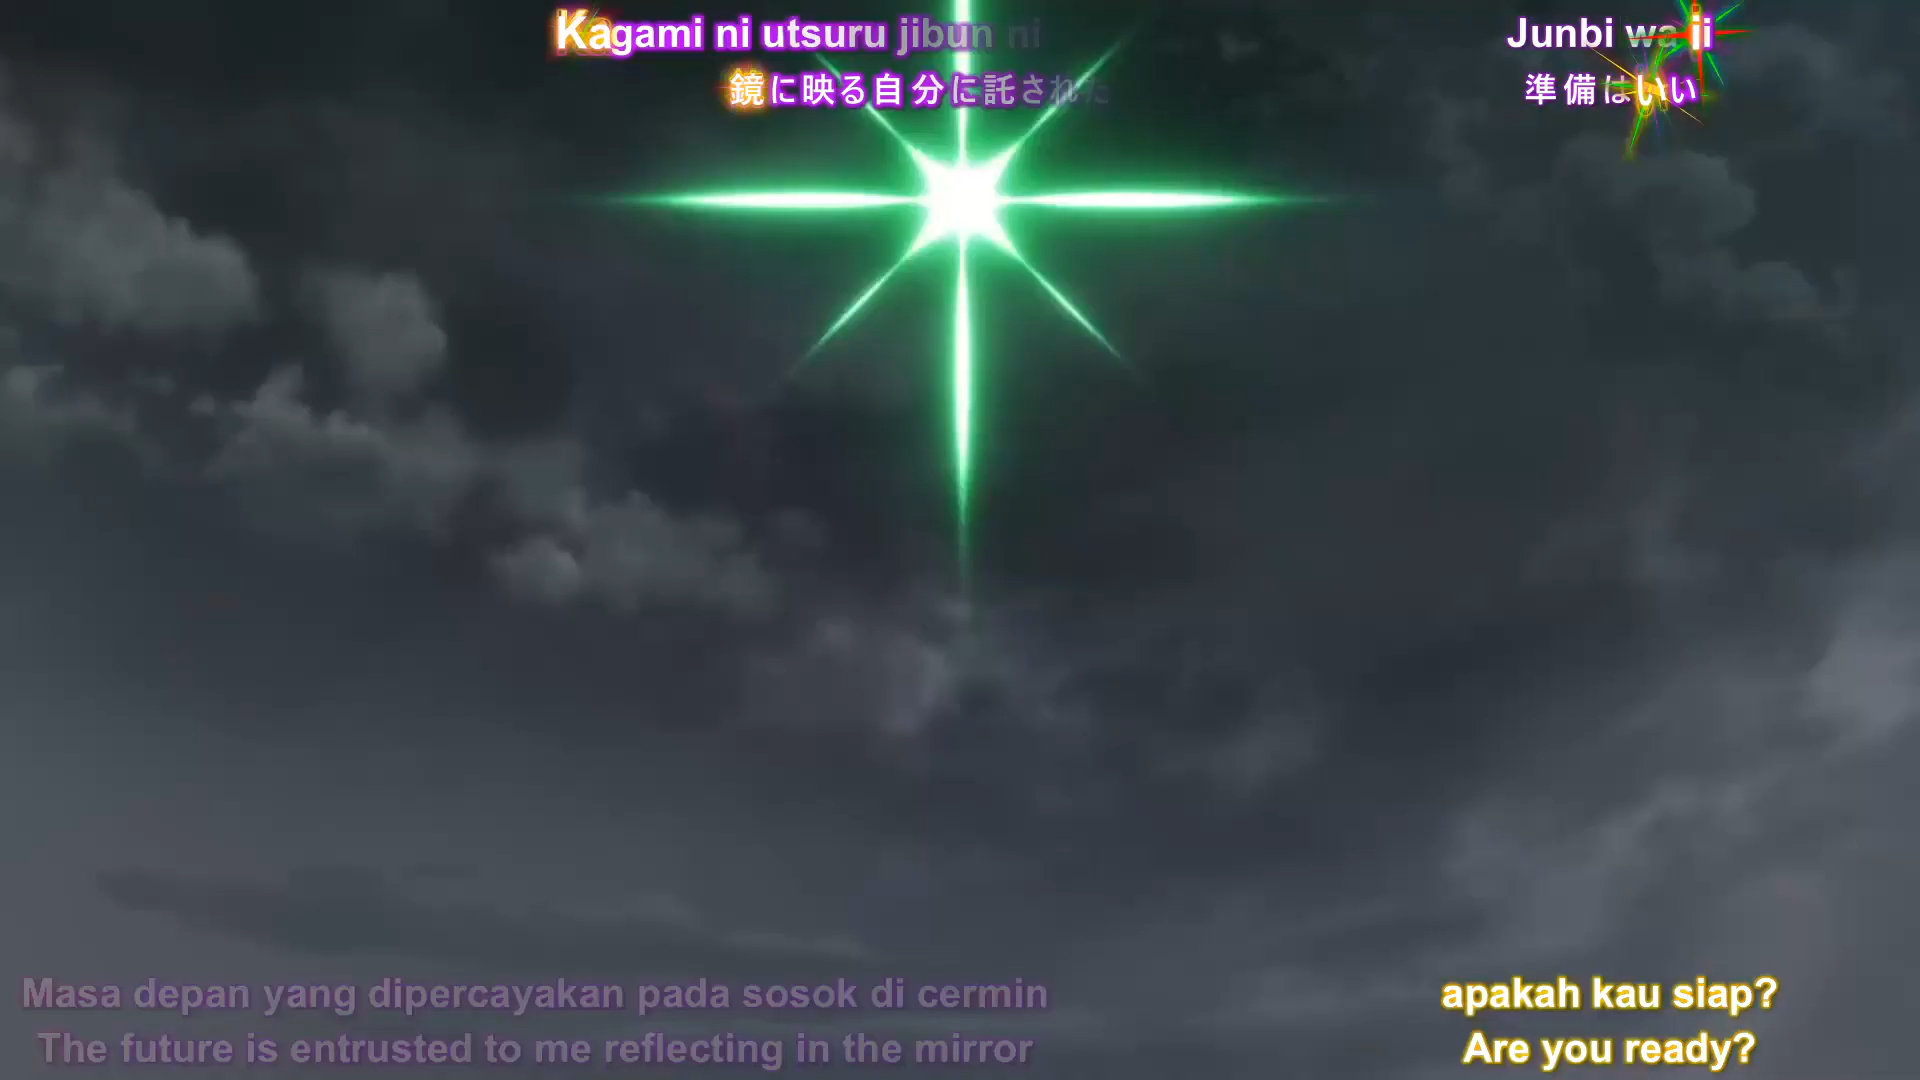 Kagami ni utsuru jibun ni
鏡に映る自分に託された
Junbi wa ii
準備はいい
Masa depan yang dipercayakan pada sosok di cermin
The future is entrusted to me reflecting in the mirror
apakah kau siap?
Are you ready?